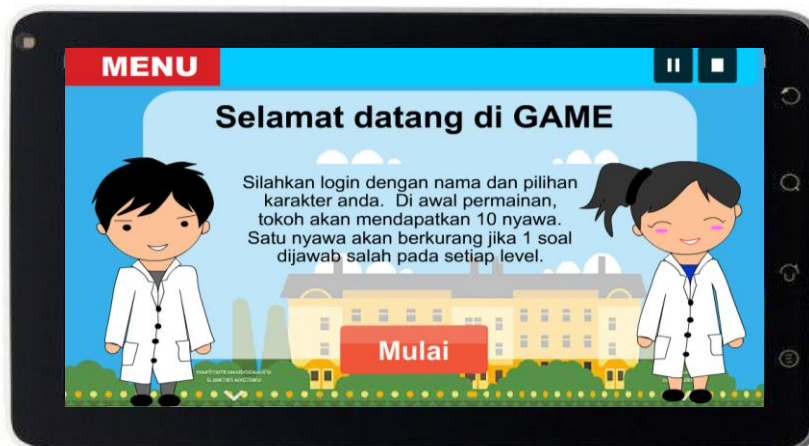 MENU
Selamat datang di GAME
Silahkan login dengan nama dan pilihan
karakter anda. Di awal permainan,
tokoh akan mendapatkan 10 nyawa.
Satu nyawa akan berkurang jika 1 soal
dijawab salah pada setiap level.
Mulai